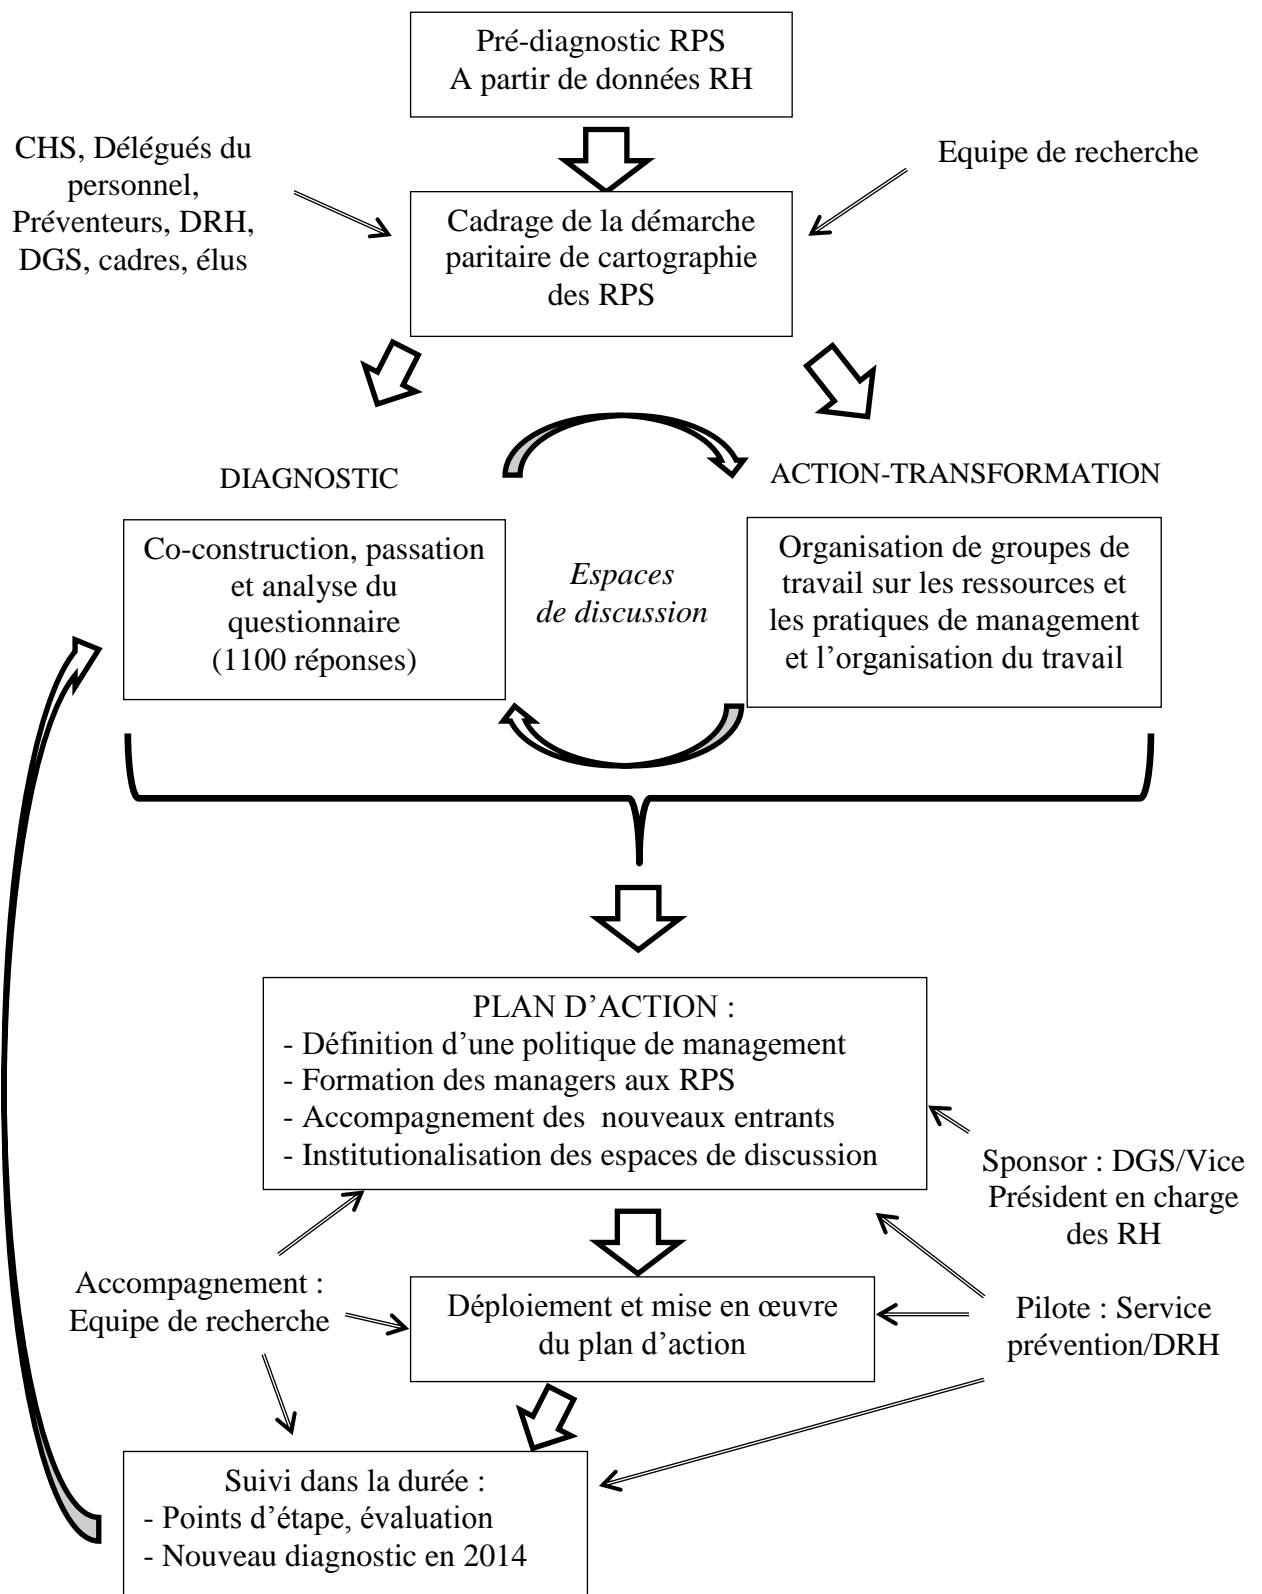 Pré-diagnostic RPS
A partir de données RH
CHS, Délégués du
personnel,
Préventeurs, DRH,
DGS, cadres, élus
Equipe de recherche
Cadrage de la démarche
paritaire de cartographie
des RPS
DIAGNOSTIC
ACTION-TRANSFORMATION
Co-construction, passation
et analyse du
questionnaire
(1100 réponses)
Espaces
de discussion
Organisation de groupes de
travail sur les ressources et
les pratiques de management
et l’organisation du travail
PLAN D’ACTION :
- Définition d’une politique de management
- Formation des managers aux RPS
- Accompagnement des  nouveaux entrants
- Institutionalisation des espaces de discussion
Sponsor : DGS/Vice
Président en charge
des RH
Accompagnement :
Equipe de recherche
Déploiement et mise en œuvre
du plan d’action
Pilote : Service
prévention/DRH
Suivi dans la durée :
- Points d’étape, évaluation
- Nouveau diagnostic en 2014